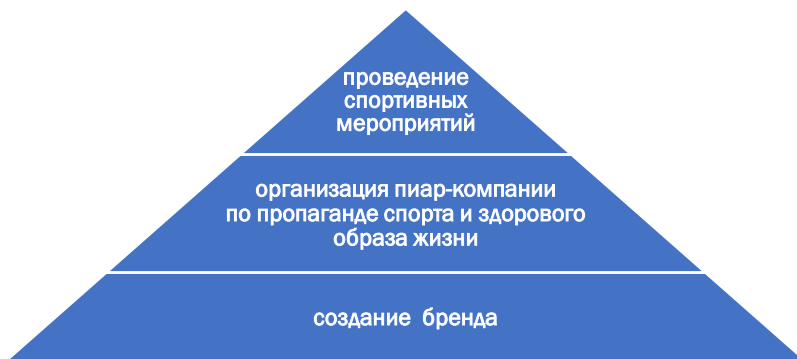 проведение
спортивных
мероприятий
организация пиар-компании
по пропаганде спорта и здорового
образа жизни
создание  бренда